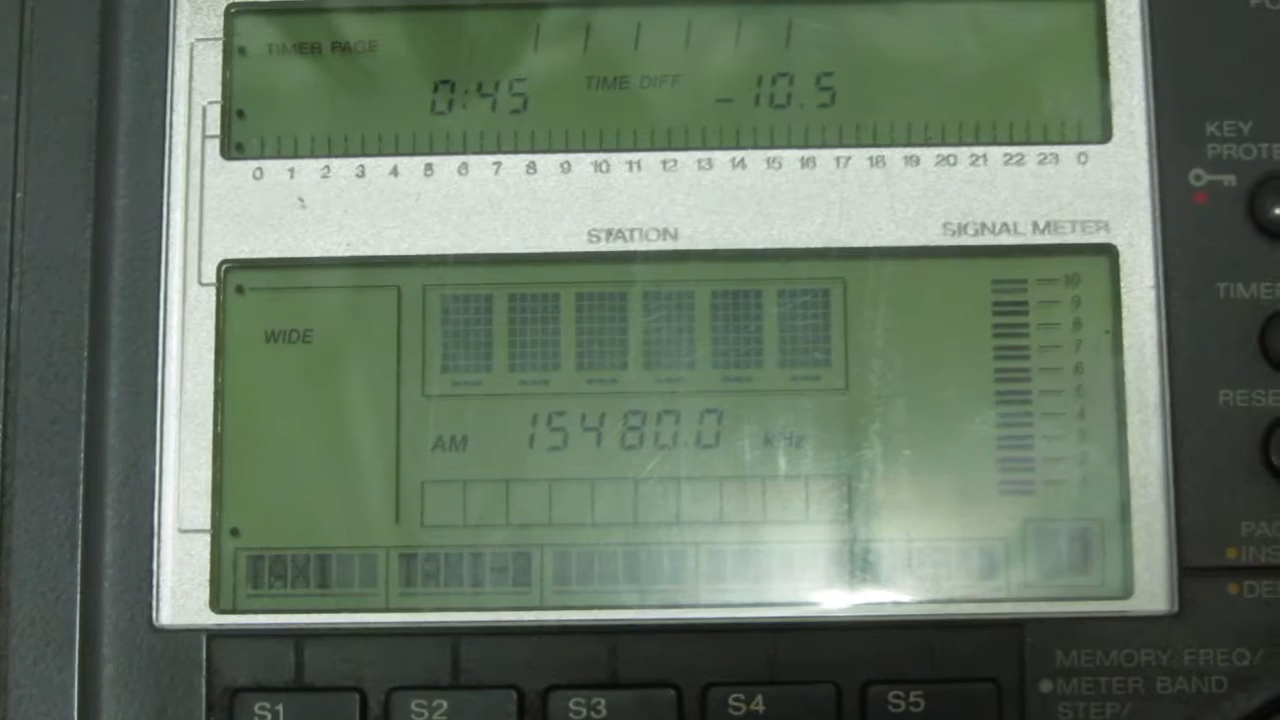 TIMER PAGE
0:45 TIME DIFF -10.5
0 1 2 3 4 5 6 7 8 9 10 11 12 13 14 15 16 17 18 19 20 21 22 23 0
KEY
PROTE
STATION
SIGNAL METER
TIMER
WIDE
10
9
8
7
6
5
4
3
2
1
RESE
AM 15480.0 kHz
INS
DE
MEMORY FREQ/
METER BAND
STEP/
S1 S2 S3 S4 S5